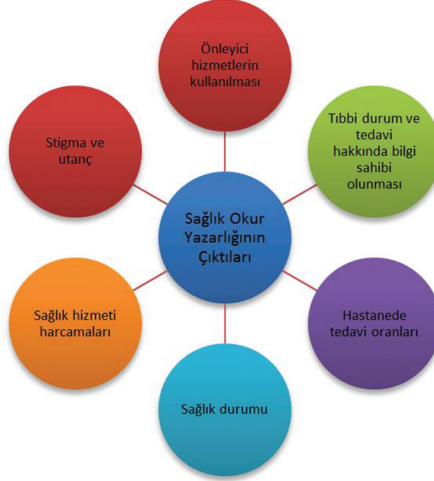 Önleyici
hizmetlerin
kullanılması
Tıbbi durum ve
tedavi
hakkında bilgi
sahibi
olunması
Hastanede
tedavi oranları
Sağlık durumu
Sağlık hizmeti
harcamaları
Stigma ve
utanç
Sağlık Okur
Yazarlığının
Çıktıları